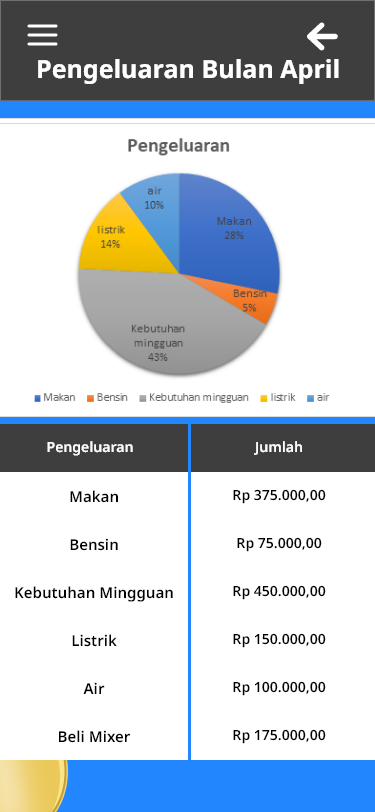 Pengeluaran Bulan April
Pengeluaran
air
10%
Makan
28%
listrik
14%
Bensin
5%
Kebutuhan
mingguan
43%
Makan Bensin Kebutuhan mingguan listrik air
Pengeluaran Jumlah
Makan Rp 375.000,00
Bensin Rp 75.000,00
Kebutuhan Mingguan Rp 450.000,00
Listrik Rp 150.000,00
Air Rp 100.000,00
Beli Mixer Rp 175.000,00